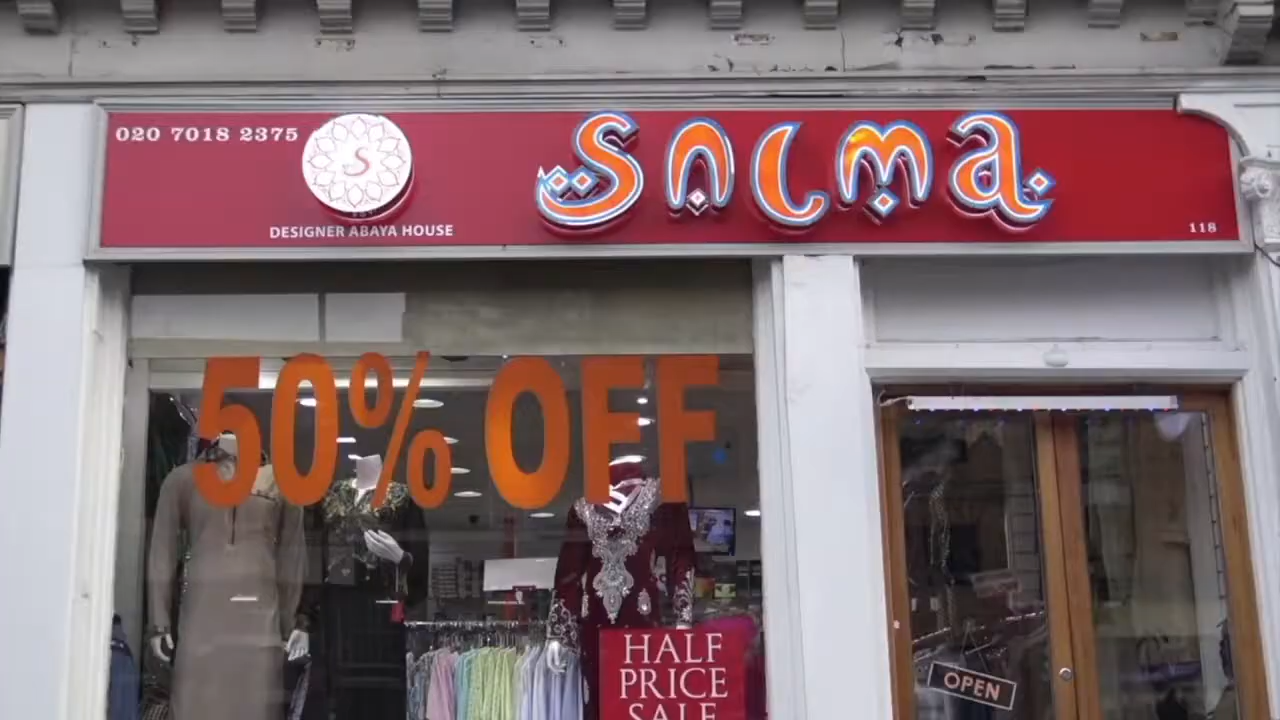 020 7018 2375
S
DESIGNER ABAYA HOUSE
Salma
118
50% OFF
HALF
PRICE
SALE
OPEN